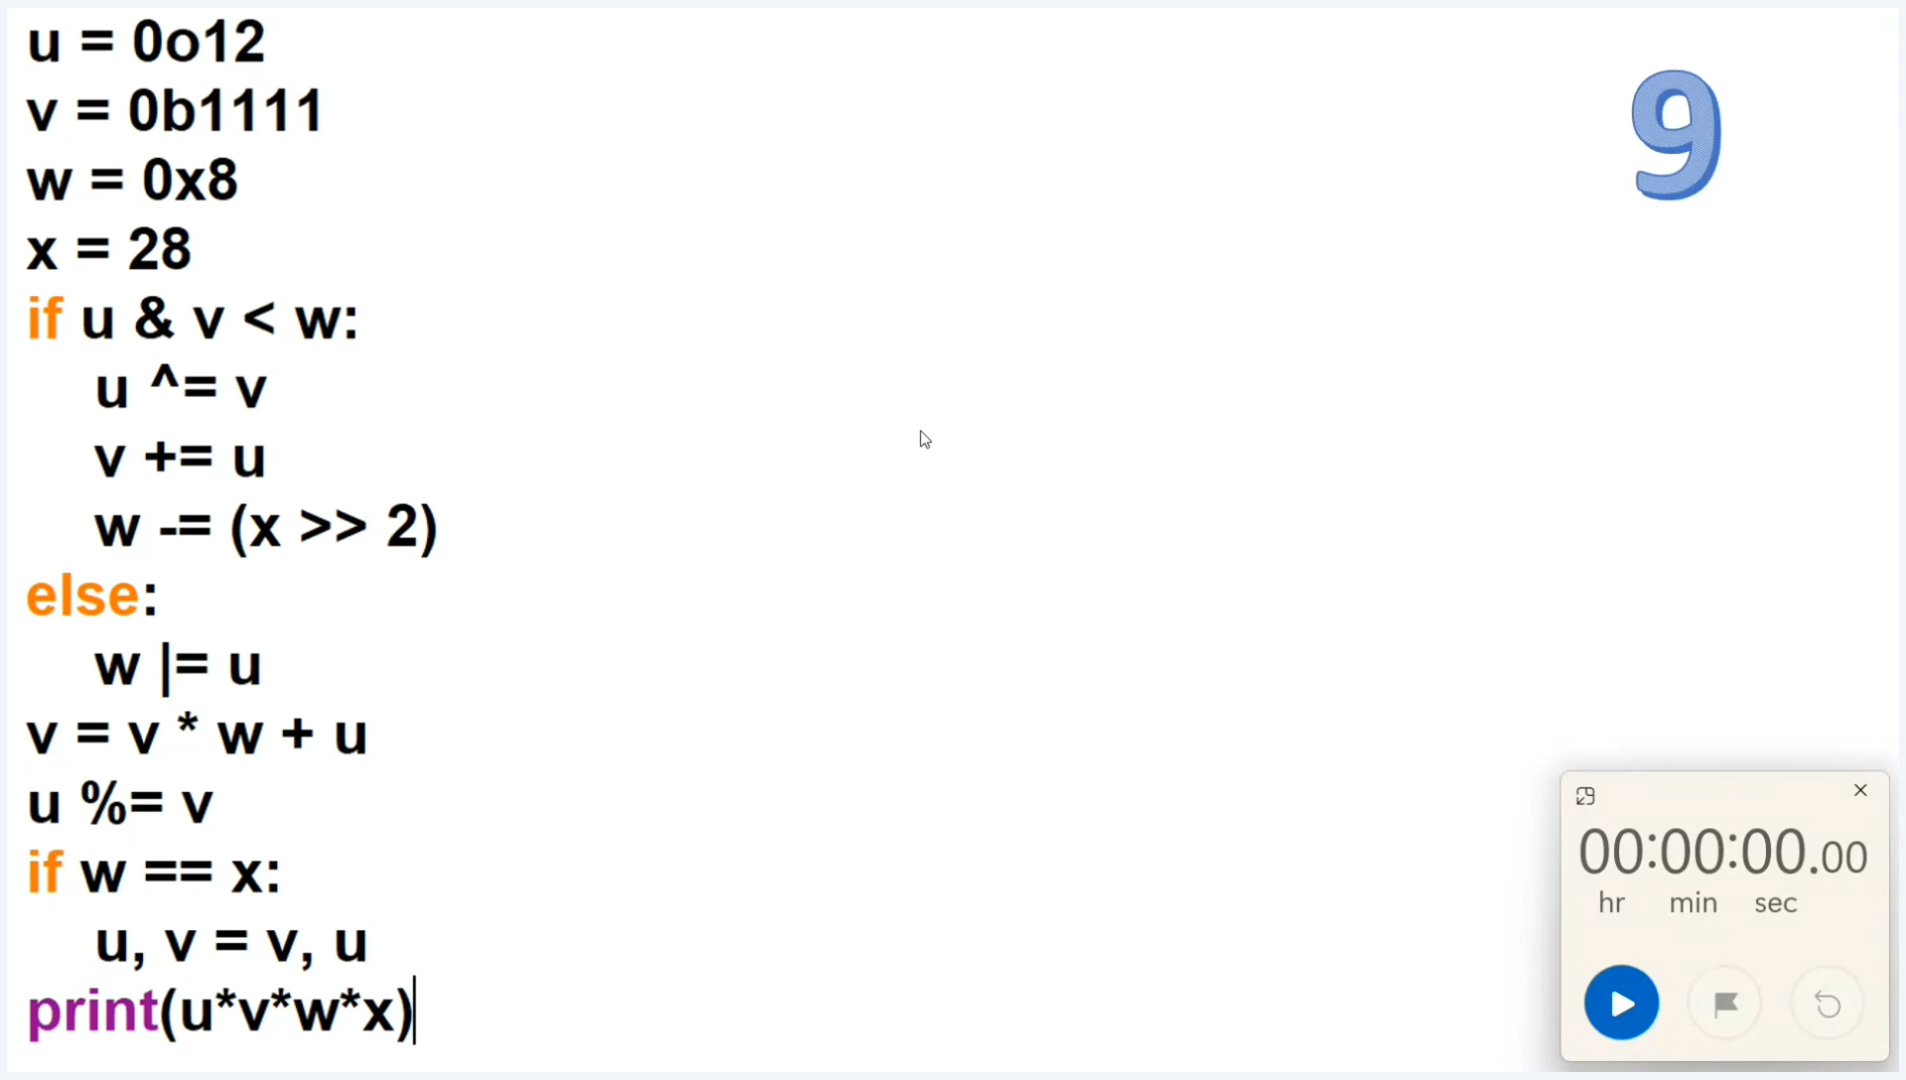 u = 0o12
v = 0b1111
w = 0x8
x = 28
if u & v < w:
    u ^= v
    v += u
    w -= (x >> 2)
else:
    w |= u
v = v * w + u
u %= v
if w == x:
    u, v = v, u
print(u*v*w*x)
9
00:00:00.00
hr min sec